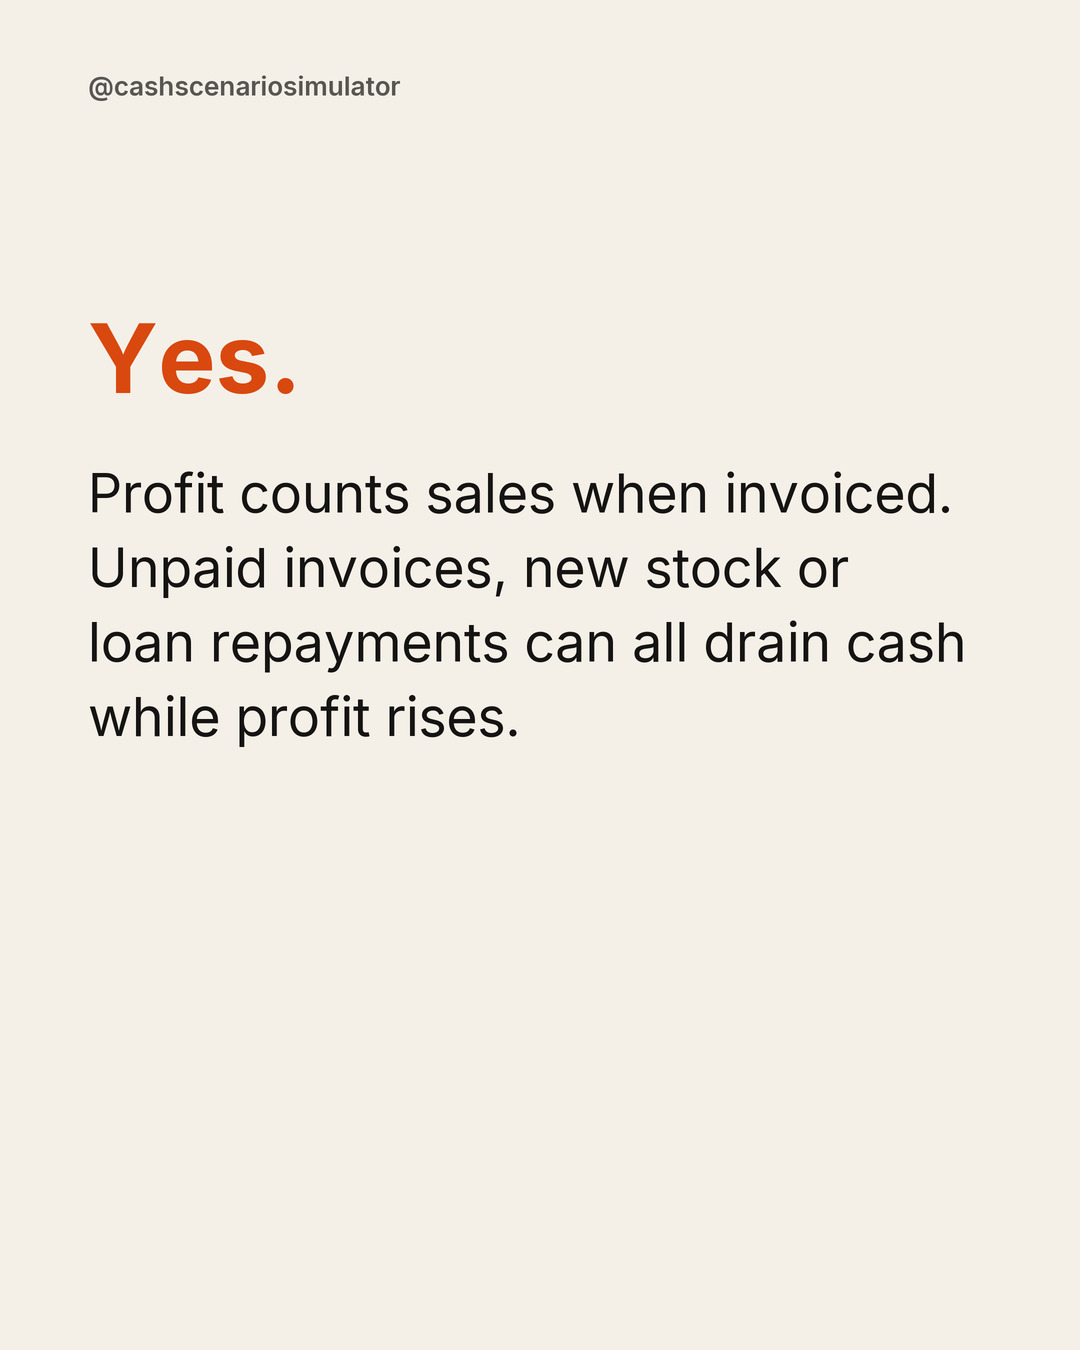 @cashscenariosimulator
Yes.
Profit counts sales when invoiced.
Unpaid invoices, new stock or
loan repayments can all drain cash
while profit rises.